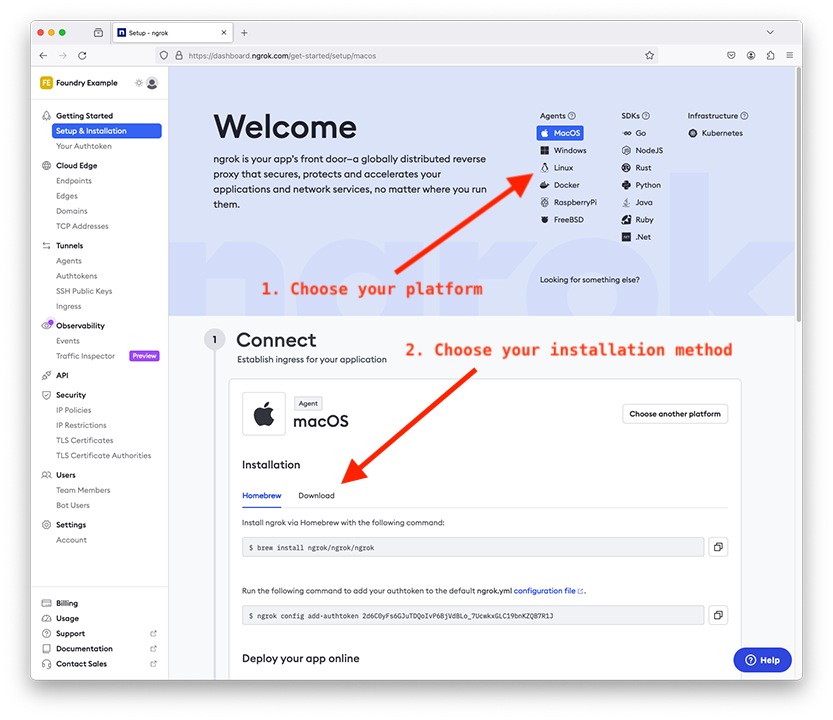 Setup - ngrok
https://dashboard.ngrok.com/get-started/setup/macos
FE Foundry Example
Getting Started
Setup & Installation
Your Authtoken
Cloud Edge
Endpoints
Edges
Domains
TCP Addresses
Tunnels
Agents
Authtokens
SSH Public Keys
Ingress
Observability
Events
Traffic Inspector Preview
API
Security
IP Policies
IP Restrictions
TLS Certificates
TLS Certificate Authorities
Users
Team Members
Bot Users
Settings
Account
Billing
Usage
Support
Documentation
Contact Sales
Welcome
ngrok is your app's front door—a globally distributed reverse
proxy that secures, protects and accelerates your
applications and network services, no matter where you run
them.
Agents
MacOS
Windows
Linux
Docker
RaspberryPi
FreeBSD
SDKs
Go
NodeJS
Rust
Python
Java
Ruby
.Net
Infrastructure
Kubernetes
Looking for something else?
ngrok
1. Choose your platform
1 Connect
Establish ingress for your application
2. Choose your installation method
Agent
macOS
Choose another platform
Installation
Homebrew Download
Install ngrok via Homebrew with the following command:
$ brew install ngrok/ngrok/ngrok
Run the following command to add your authtoken to the default ngrok.yml configuration file.
$ ngrok config add-authtoken 2d6C0yFs6GJuTDQoIvP6BjVdBLo_7UcwkxGLC19bnKZQB7R1J
Deploy your app online
Help